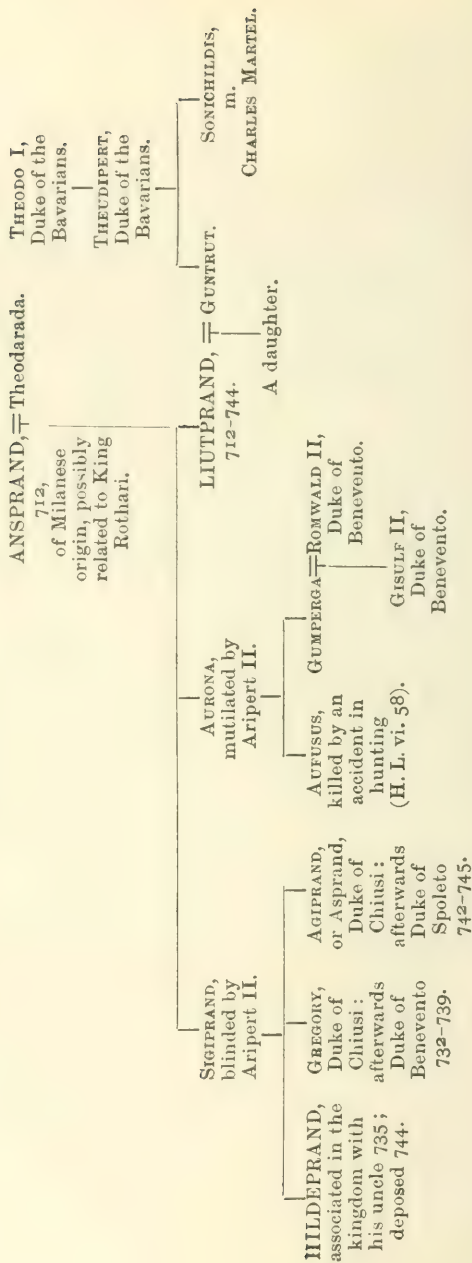 ANSPRAND, Theodarada.
712,
of Milanese
origin, possibly
related to King
Rothari.
THEODO I,
Duke of the
Bavarians.
THEUDIPERT,
Duke of the
Bavarians.
SIGIPRAND,
blinded by
Aripert II.
AURONA,
mutilated by
Aripert II.
LIUTPRAND, = GUNTRUT.
712-744.
SONICHILDIS,
m.
CHARLES MARTEL.
A daughter.
HILDEPRAND,
associated in the
kingdom with
his uncle 735;
deposed 744.
GREGORY,
Duke of
Chiusi:
afterwards
Duke of
Benevento
732-739.
AGIPRAND,
or Asprand,
Duke of
Chiusi:
afterwards
Duke of
Spoleto
742-745.
AUFUSUS,
killed by an
accident in
hunting
(H. L. vi. 58).
GUMPERGA = ROMWALD II,
Duke of
Benevento.
GISULF II,
Duke of
Benevento.